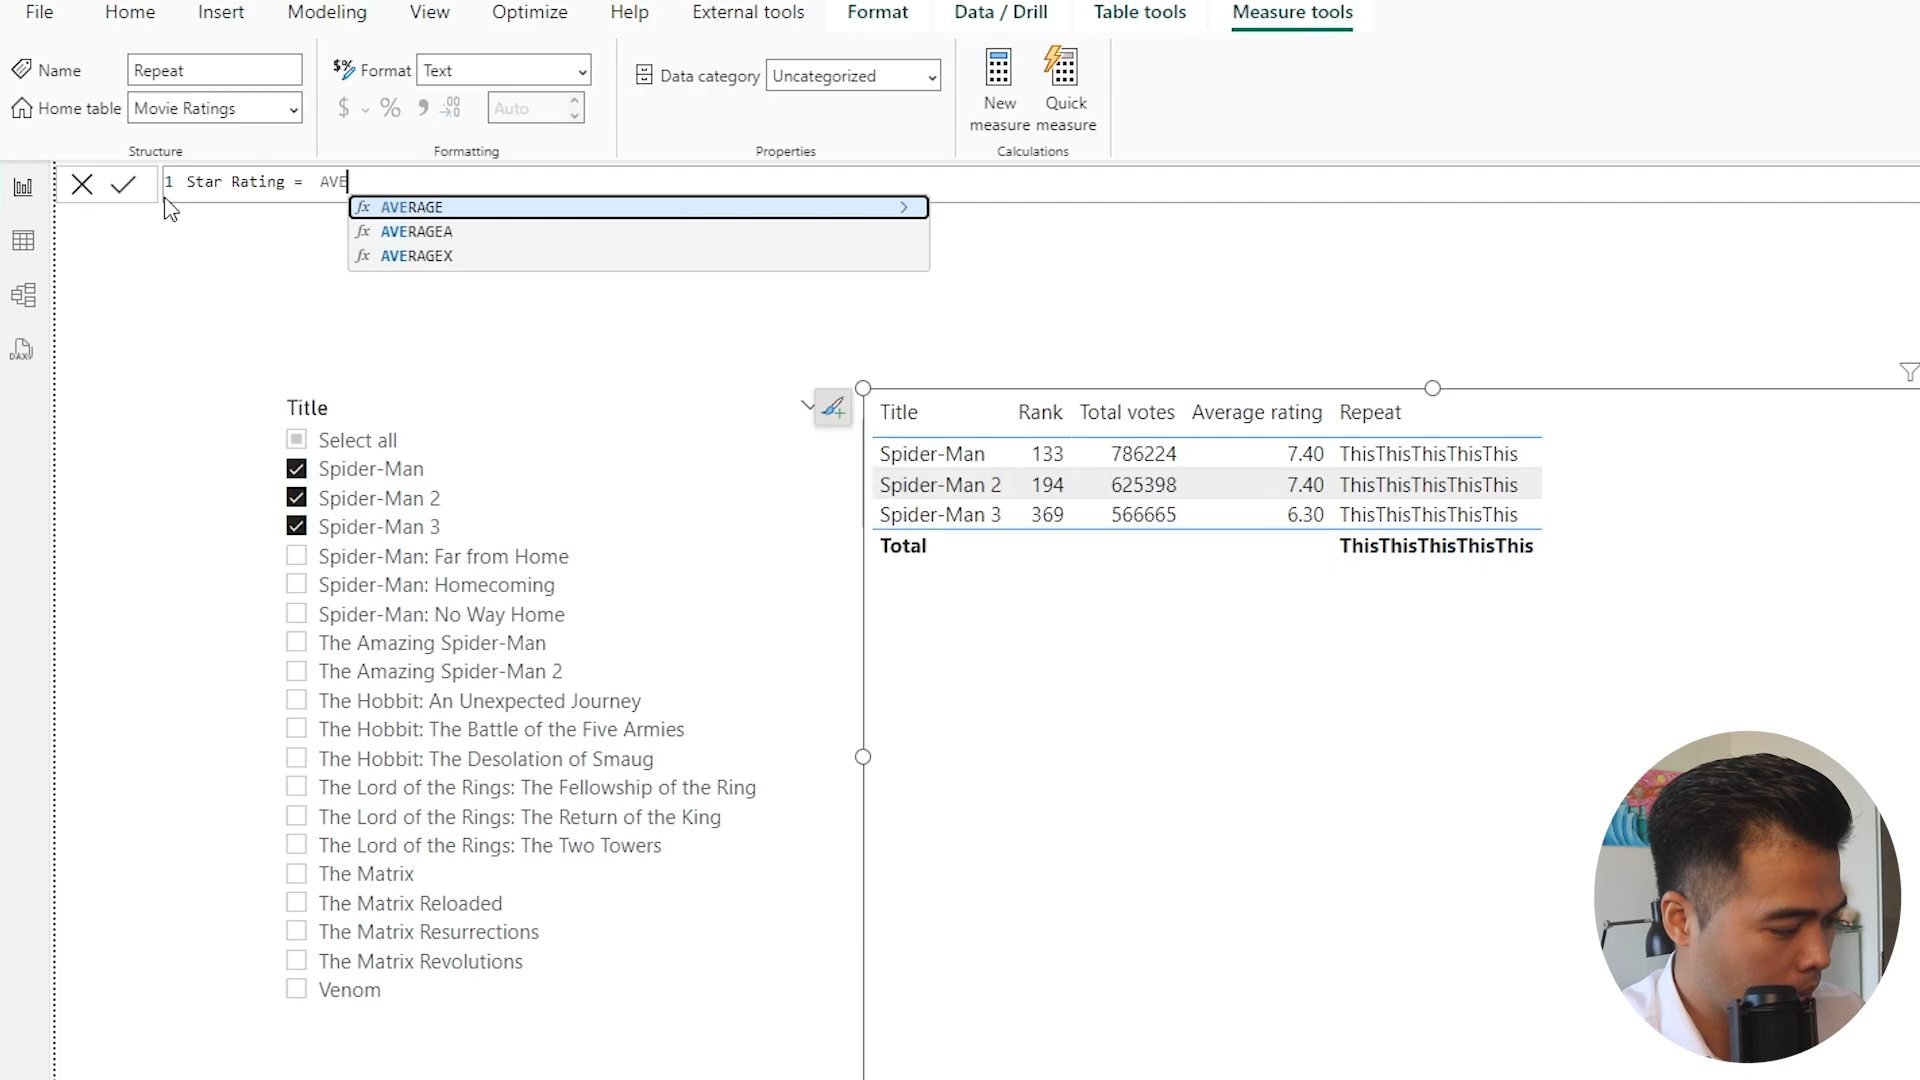 File Home Insert Modeling View Optimize Help External tools Format Data / Drill Table tools Measure tools
Name Repeat
Home table Movie Ratings
Structure
$% Format Text
$ % 9 .00 →.0 Auto
Formatting
Data category Uncategorized
Properties
New measure
Quick measure
Calculations
1 Star Rating = AVE
fx AVERAGE
fx AVERAGEA
fx AVERAGEX
DAX
Title
Select all
Spider-Man
Spider-Man 2
Spider-Man 3
Spider-Man: Far from Home
Spider-Man: Homecoming
Spider-Man: No Way Home
The Amazing Spider-Man
The Amazing Spider-Man 2
The Hobbit: An Unexpected Journey
The Hobbit: The Battle of the Five Armies
The Hobbit: The Desolation of Smaug
The Lord of the Rings: The Fellowship of the Ring
The Lord of the Rings: The Return of the King
The Lord of the Rings: The Two Towers
The Matrix
The Matrix Reloaded
The Matrix Resurrections
The Matrix Revolutions
Venom
Title Rank Total votes Average rating Repeat
Spider-Man 133 786224 7.40 ThisThisThisThisThis
Spider-Man 2 194 625398 7.40 ThisThisThisThisThis
Spider-Man 3 369 566665 6.30 ThisThisThisThisThis
Total ThisThisThisThisThis